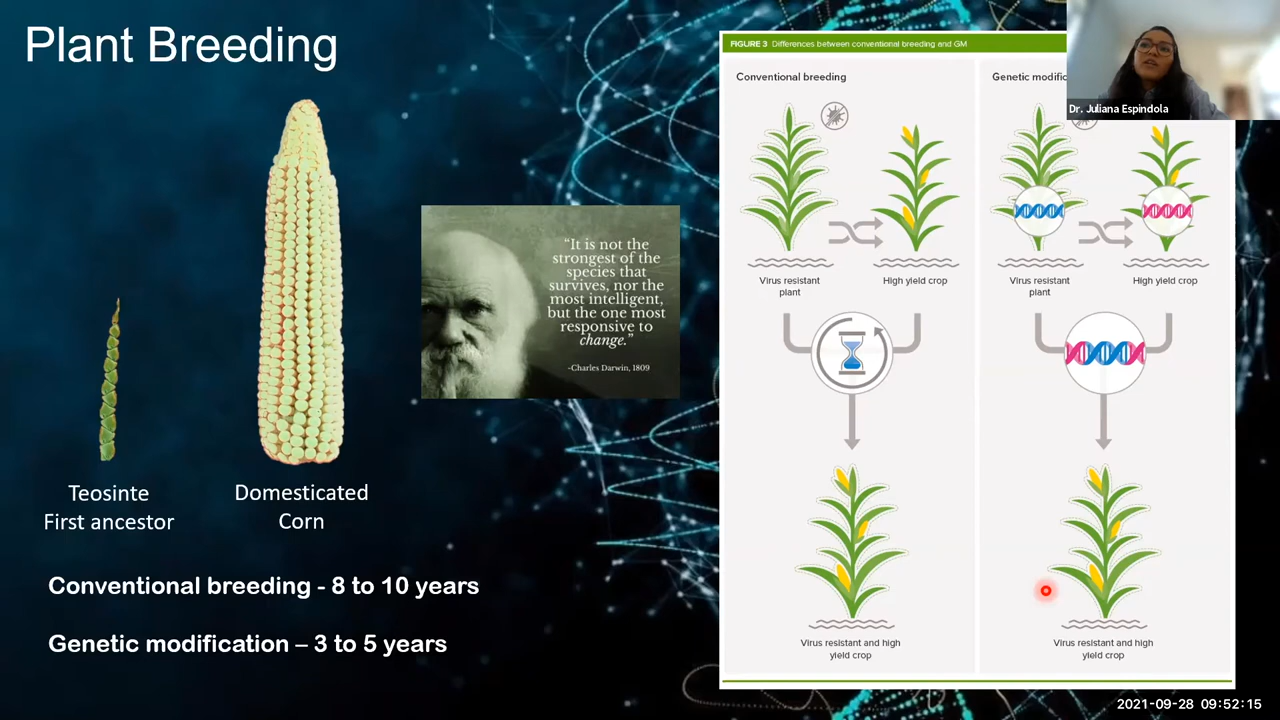 Plant Breeding
Teosinte
First ancestor
Domesticated
Corn
Conventional breeding - 8 to 10 years
Genetic modification – 3 to 5 years
“It is not the
strongest of the
species that
survives, nor the
most intelligent,
but the one most
responsive to
change.”
-Charles Darwin, 1809
FIGURE 3 Differences between conventional breeding and GM
Conventional breeding
Virus resistant
plant
High yield crop
Virus resistant and high
yield crop
Genetic modific
Virus resistant
plant
High yield crop
Virus resistant and high
yield crop
Dr. Juliana Espindola
2021-09-28 09:52:15